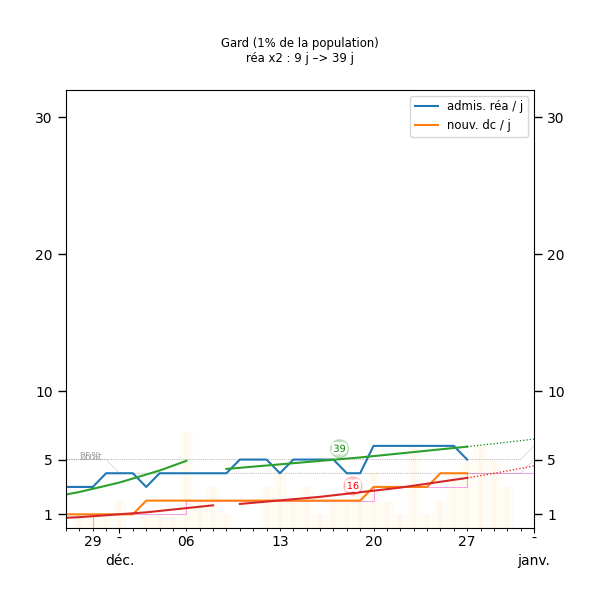 Gard (1% de la population)
réa x2 : 9 j –> 39 j
admis. réa / j
nouv. dc / j
30 30
20 20
10 10
5 5
1 1
39
16
29 - 06 13 20 27 -
déc. janv.